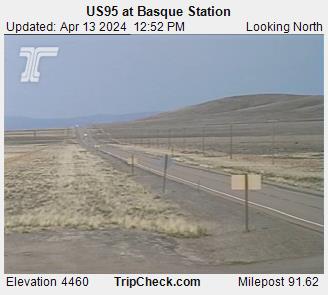 US95 at Basque Station
Updated: Apr 13 2024 12:52 PM Looking North
Elevation 4460 TripCheck.com Milepost 91.62